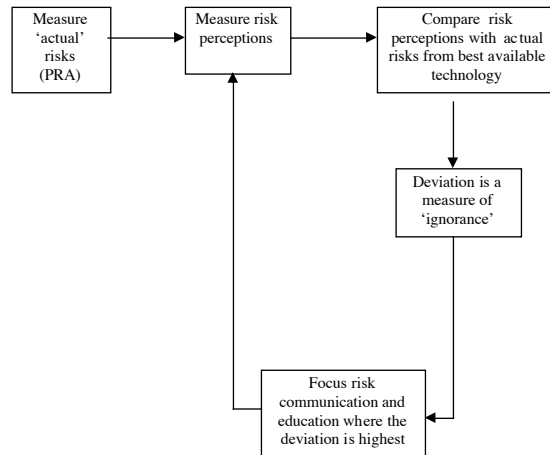 Measure
‘actual’
risks
(PRA)
Measure risk
perceptions
Compare risk
perceptions with actual
risks from best available
technology
Deviation is a
measure of
‘ignorance’
Focus risk
communication and
education where the
deviation is highest